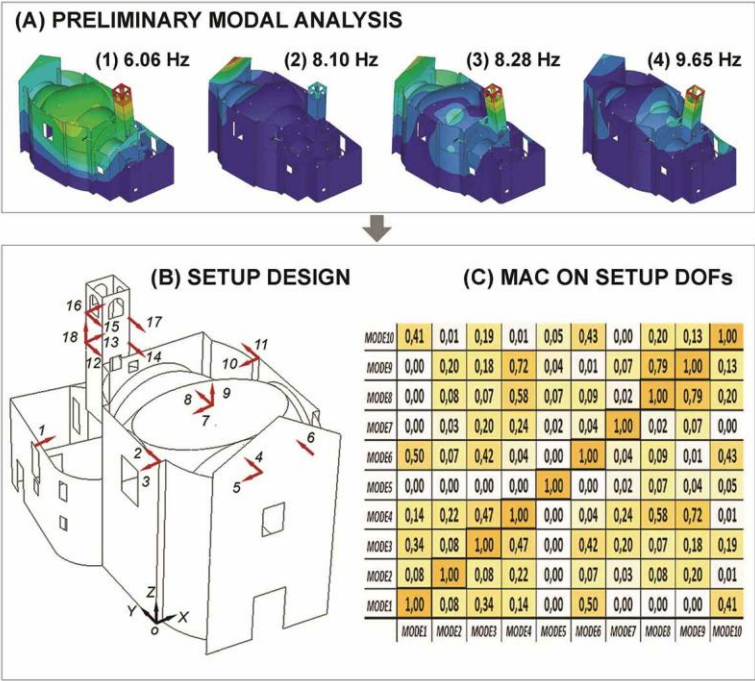 (A) PRELIMINARY MODAL ANALYSIS
(1) 6.06 Hz (2) 8.10 Hz (3) 8.28 Hz (4) 9.65 Hz
(B) SETUP DESIGN
16
15
17
18
13
12
14
11
10
8
9
7
1
2
3
4
5
6
Z
Y
X
o
(C) MAC ON SETUP DOFs
MODE10 0,41 0,01 0,19 0,01 0,05 0,43 0,00 0,20 0,13 1,00
MODE9 0,00 0,20 0,18 0,72 0,04 0,01 0,07 0,79 1,00 0,13
MODE8 0,00 0,08 0,07 0,58 0,07 0,09 0,02 1,00 0,79 0,20
MODE7 0,00 0,03 0,20 0,24 0,02 0,04 1,00 0,02 0,07 0,00
MODE6 0,50 0,07 0,42 0,04 0,00 1,00 0,04 0,09 0,01 0,43
MODE5 0,00 0,00 0,00 0,00 1,00 0,00 0,02 0,07 0,04 0,05
MODE4 0,14 0,22 0,47 1,00 0,00 0,04 0,24 0,58 0,72 0,01
MODE3 0,34 0,08 1,00 0,47 0,00 0,42 0,20 0,07 0,18 0,19
MODE2 0,08 1,00 0,08 0,22 0,00 0,07 0,03 0,08 0,20 0,01
MODE1 1,00 0,08 0,34 0,14 0,00 0,50 0,00 0,00 0,00 0,41
MODE1 MODE2 MODE3 MODE4 MODE5 MODE6 MODE7 MODE8 MODE9 MODE10